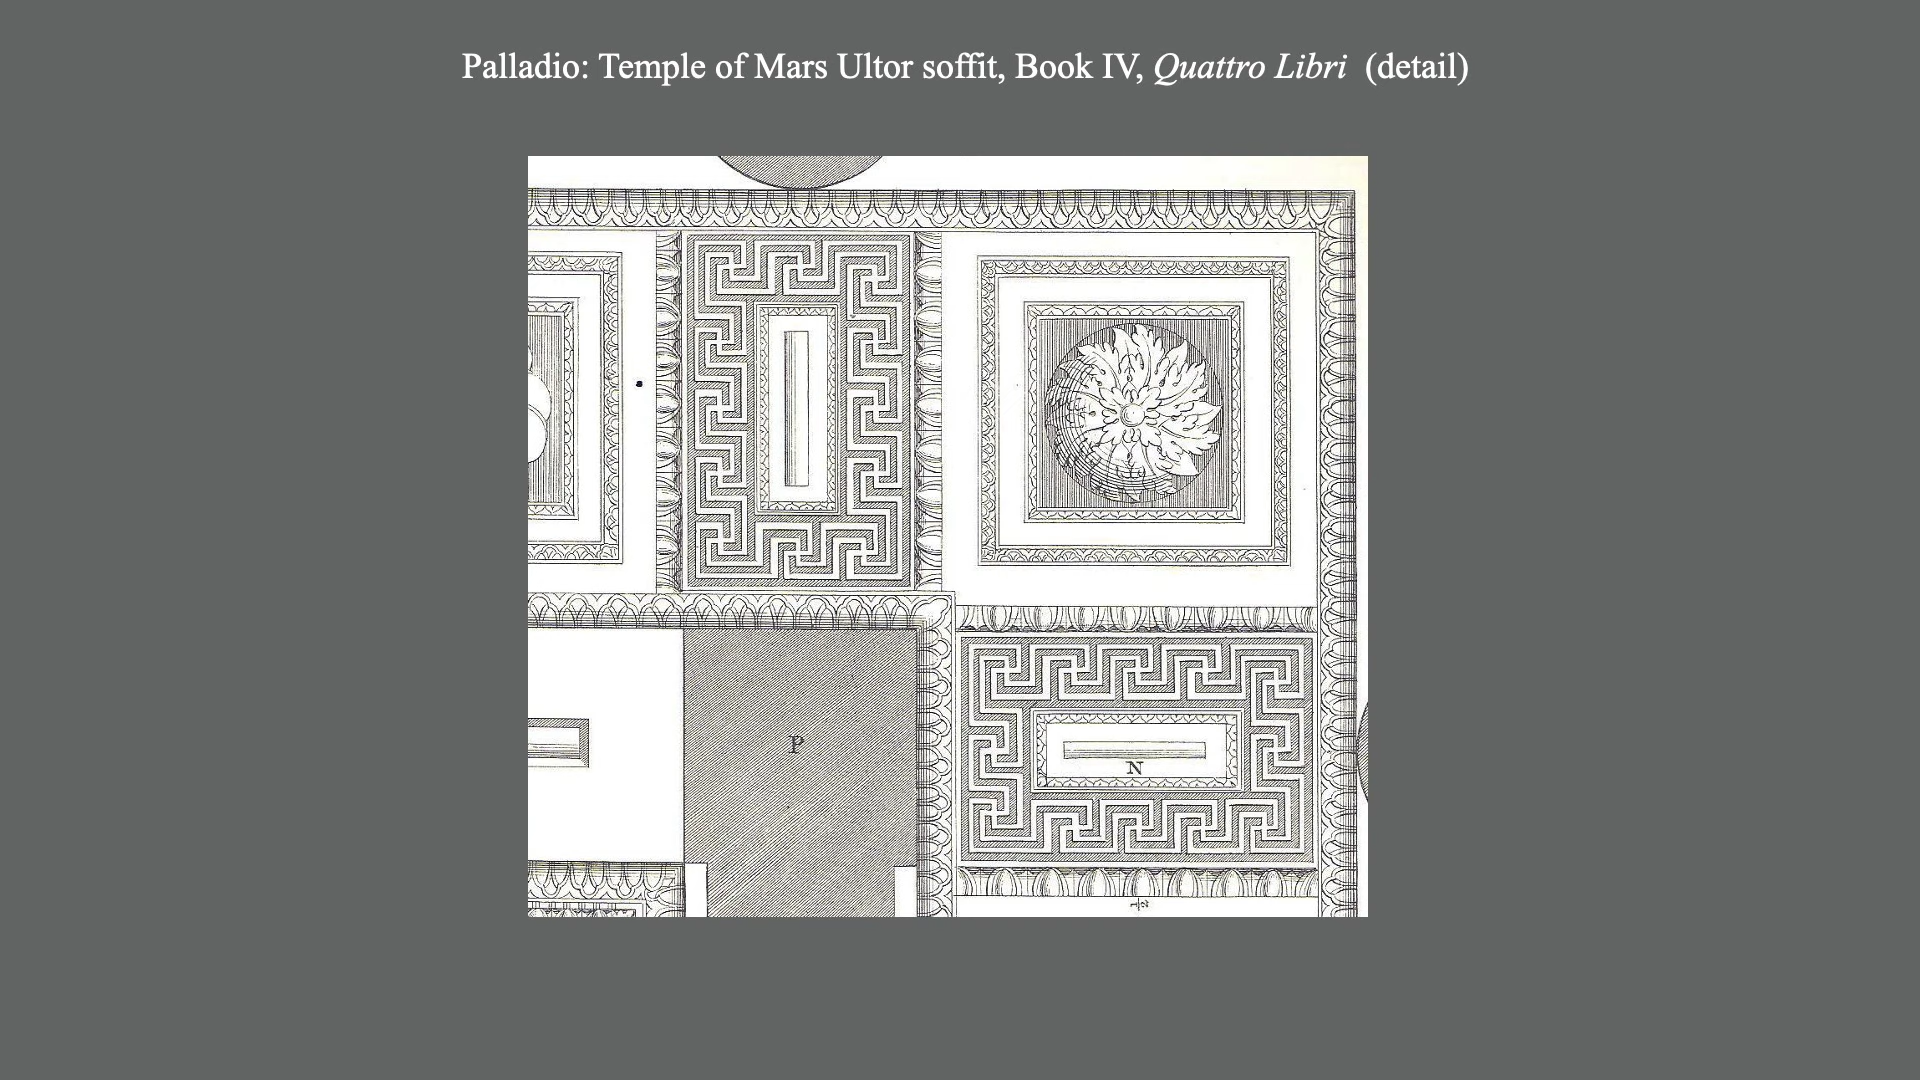 Palladio: Temple of Mars Ultor soffit, Book IV, Quattro Libri (detail)
P
N